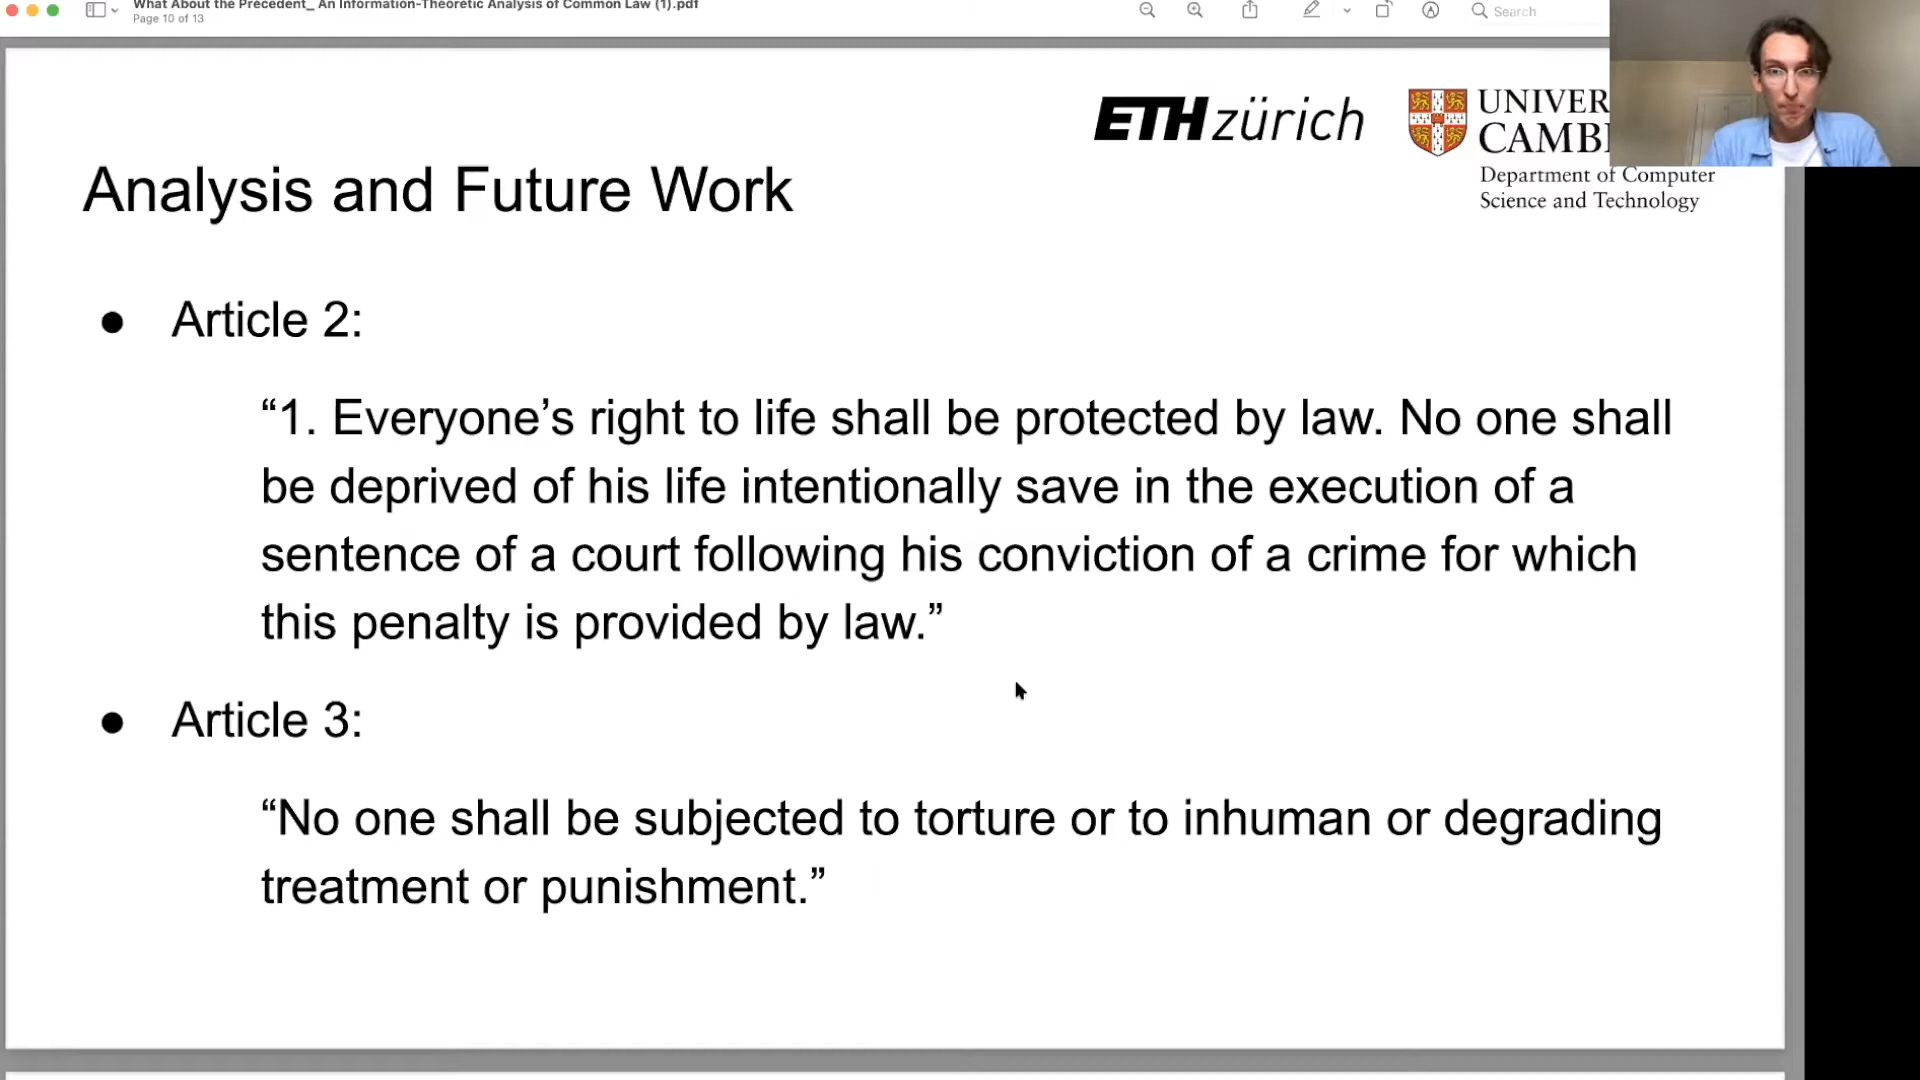 What About the Precedent_ An Information-Theoretic Analysis of Common Law (1).pdf
Page 10 of 13
Search
ETH zürich
UNIVER
CAMB
Department of Computer
Science and Technology
Analysis and Future Work
● Article 2:
“1. Everyone’s right to life shall be protected by law. No one shall
be deprived of his life intentionally save in the execution of a
sentence of a court following his conviction of a crime for which
this penalty is provided by law.”
● Article 3:
“No one shall be subjected to torture or to inhuman or degrading
treatment or punishment.”